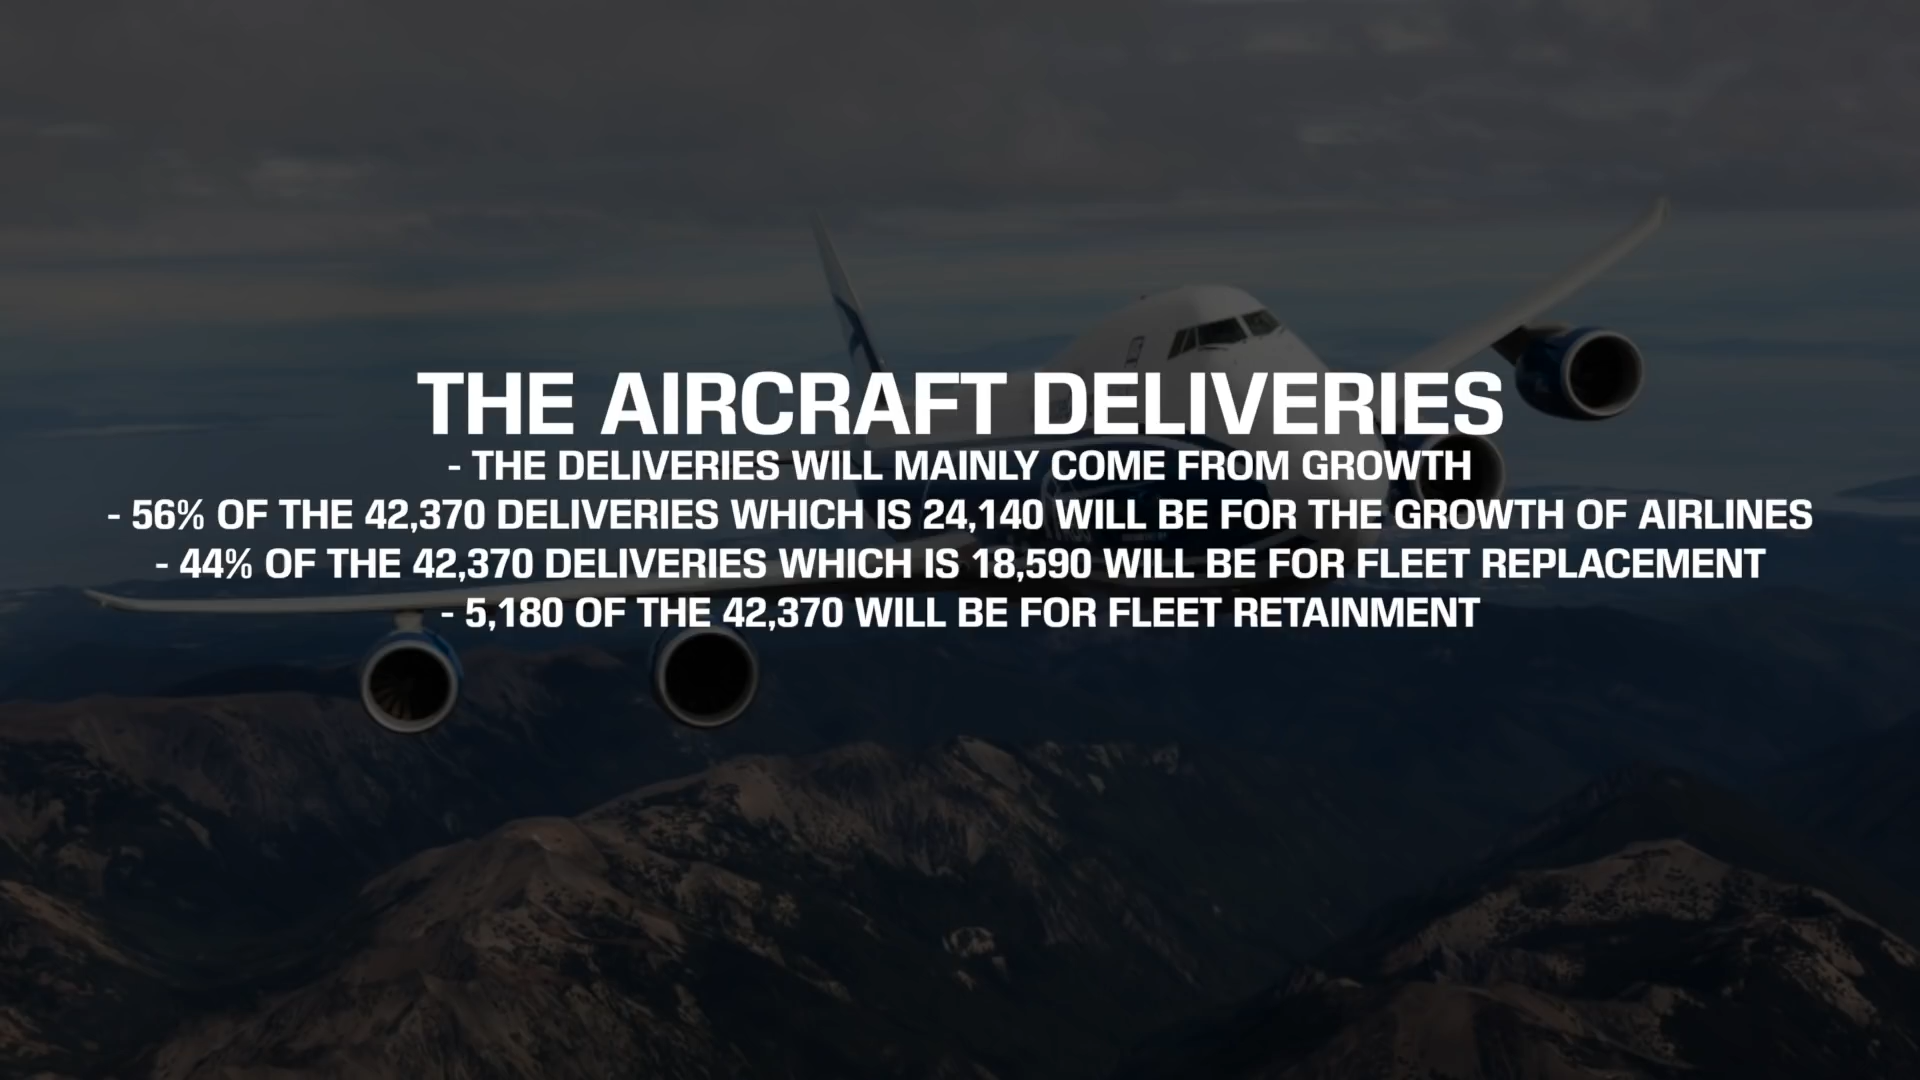 THE AIRCRAFT DELIVERIES
- THE DELIVERIES WILL MAINLY COME FROM GROWTH
- 56% OF THE 42,370 DELIVERIES WHICH IS 24,140 WILL BE FOR THE GROWTH OF AIRLINES
- 44% OF THE 42,370 DELIVERIES WHICH IS 18,590 WILL BE FOR FLEET REPLACEMENT
- 5,180 OF THE 42,370 WILL BE FOR FLEET RETAINMENT